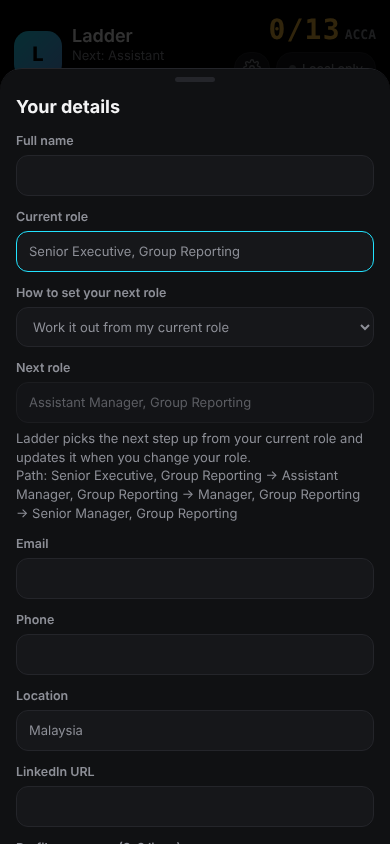 L
Ladder
Next: Assistant
0/13 ACCA
Your details
Full name
Current role
Senior Executive, Group Reporting
How to set your next role
Work it out from my current role
Next role
Assistant Manager, Group Reporting
Ladder picks the next step up from your current role and
updates it when you change your role.
Path: Senior Executive, Group Reporting → Assistant
Manager, Group Reporting → Manager, Group Reporting
→ Senior Manager, Group Reporting
Email
Phone
Location
Malaysia
LinkedIn URL